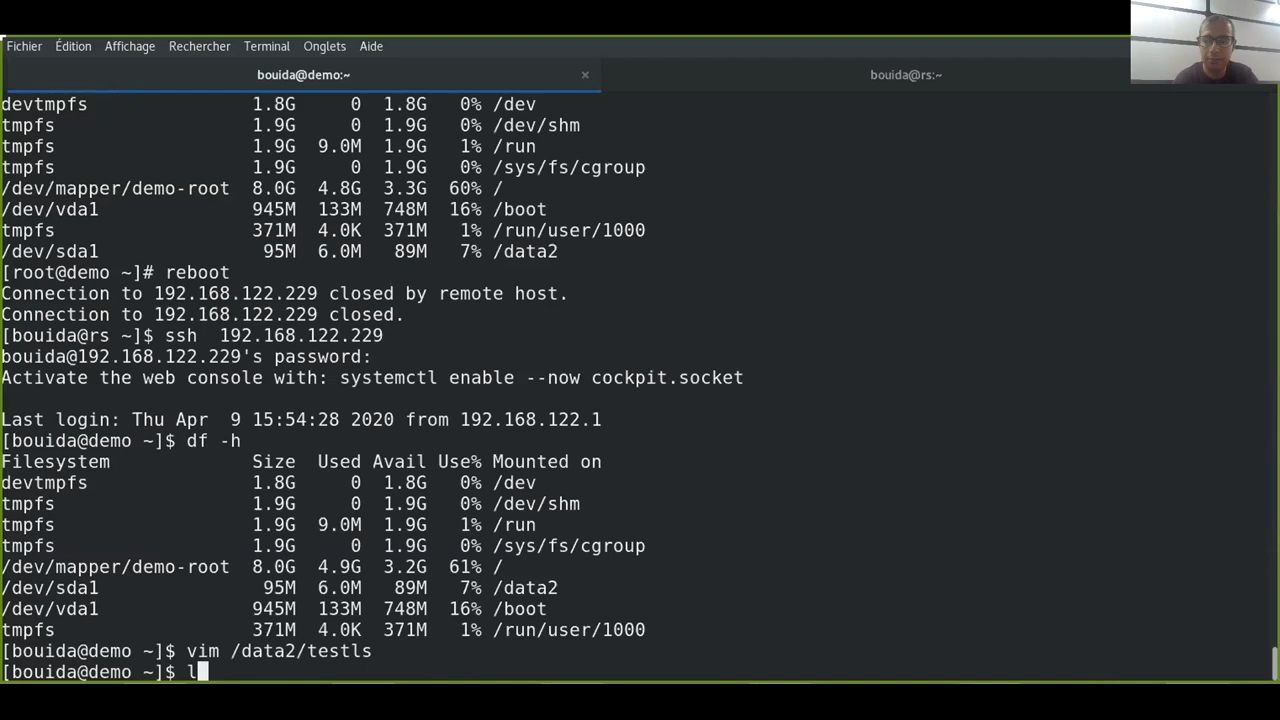 Fichier Édition Affichage Rechercher Terminal Onglets Aide
bouida@demo:~ × bouida@rs:~
devtmpfs 1.8G 0 1.8G 0% /dev
tmpfs 1.9G 0 1.9G 0% /dev/shm
tmpfs 1.9G 9.0M 1.9G 1% /run
tmpfs 1.9G 0 1.9G 0% /sys/fs/cgroup
/dev/mapper/demo-root 8.0G 4.8G 3.3G 60% /
/dev/vda1 945M 133M 748M 16% /boot
tmpfs 371M 4.0K 371M 1% /run/user/1000
/dev/sda1 95M 6.0M 89M 7% /data2
[root@demo ~]# reboot
Connection to 192.168.122.229 closed by remote host.
Connection to 192.168.122.229 closed.
[bouida@rs ~]$ ssh  192.168.122.229
bouida@192.168.122.229's password:
Activate the web console with: systemctl enable --now cockpit.socket
Last login: Thu Apr  9 15:54:28 2020 from 192.168.122.1
[bouida@demo ~]$ df -h
Filesystem Size Used Avail Use% Mounted on
devtmpfs 1.8G 0 1.8G 0% /dev
tmpfs 1.9G 0 1.9G 0% /dev/shm
tmpfs 1.9G 9.0M 1.9G 1% /run
tmpfs 1.9G 0 1.9G 0% /sys/fs/cgroup
/dev/mapper/demo-root 8.0G 4.9G 3.2G 61% /
/dev/sda1 95M 6.0M 89M 7% /data2
/dev/vda1 945M 133M 748M 16% /boot
tmpfs 371M 4.0K 371M 1% /run/user/1000
[bouida@demo ~]$ vim /data2/testls
[bouida@demo ~]$ l